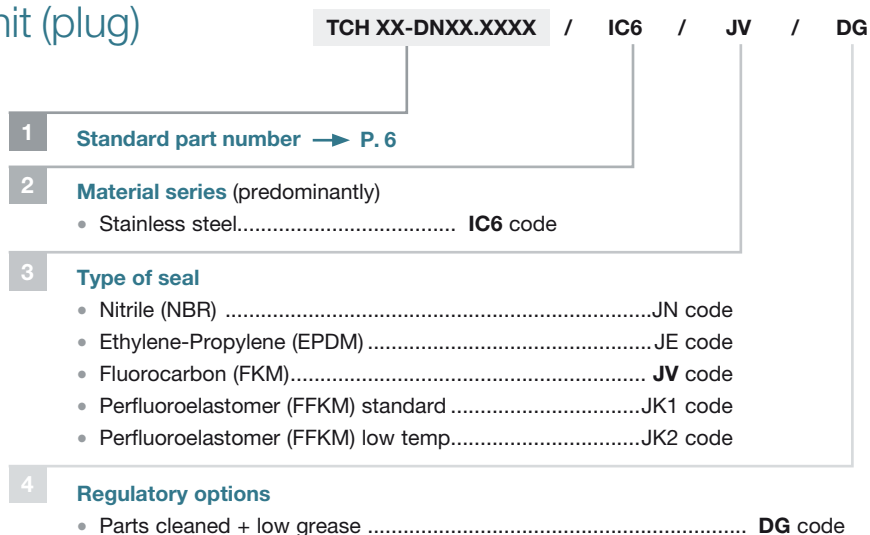 (plug)
TCH XX-DNXX.XXXX / IC6 / JV / DG
1 Standard part number → P. 6
2 Material series (predominantly)
• Stainless steel..................................... IC6 code
3 Type of seal
• Nitrile (NBR) ........................................................................JN code
• Ethylene-Propylene (EPDM) ................................................JE code
• Fluorocarbon (FKM)............................................................ JV code
• Perfluoroelastomer (FFKM) standard ................................JK1 code
• Perfluoroelastomer (FFKM) low temp................................JK2 code
4 Regulatory options
• Parts cleaned + low grease ................................................................ DG code